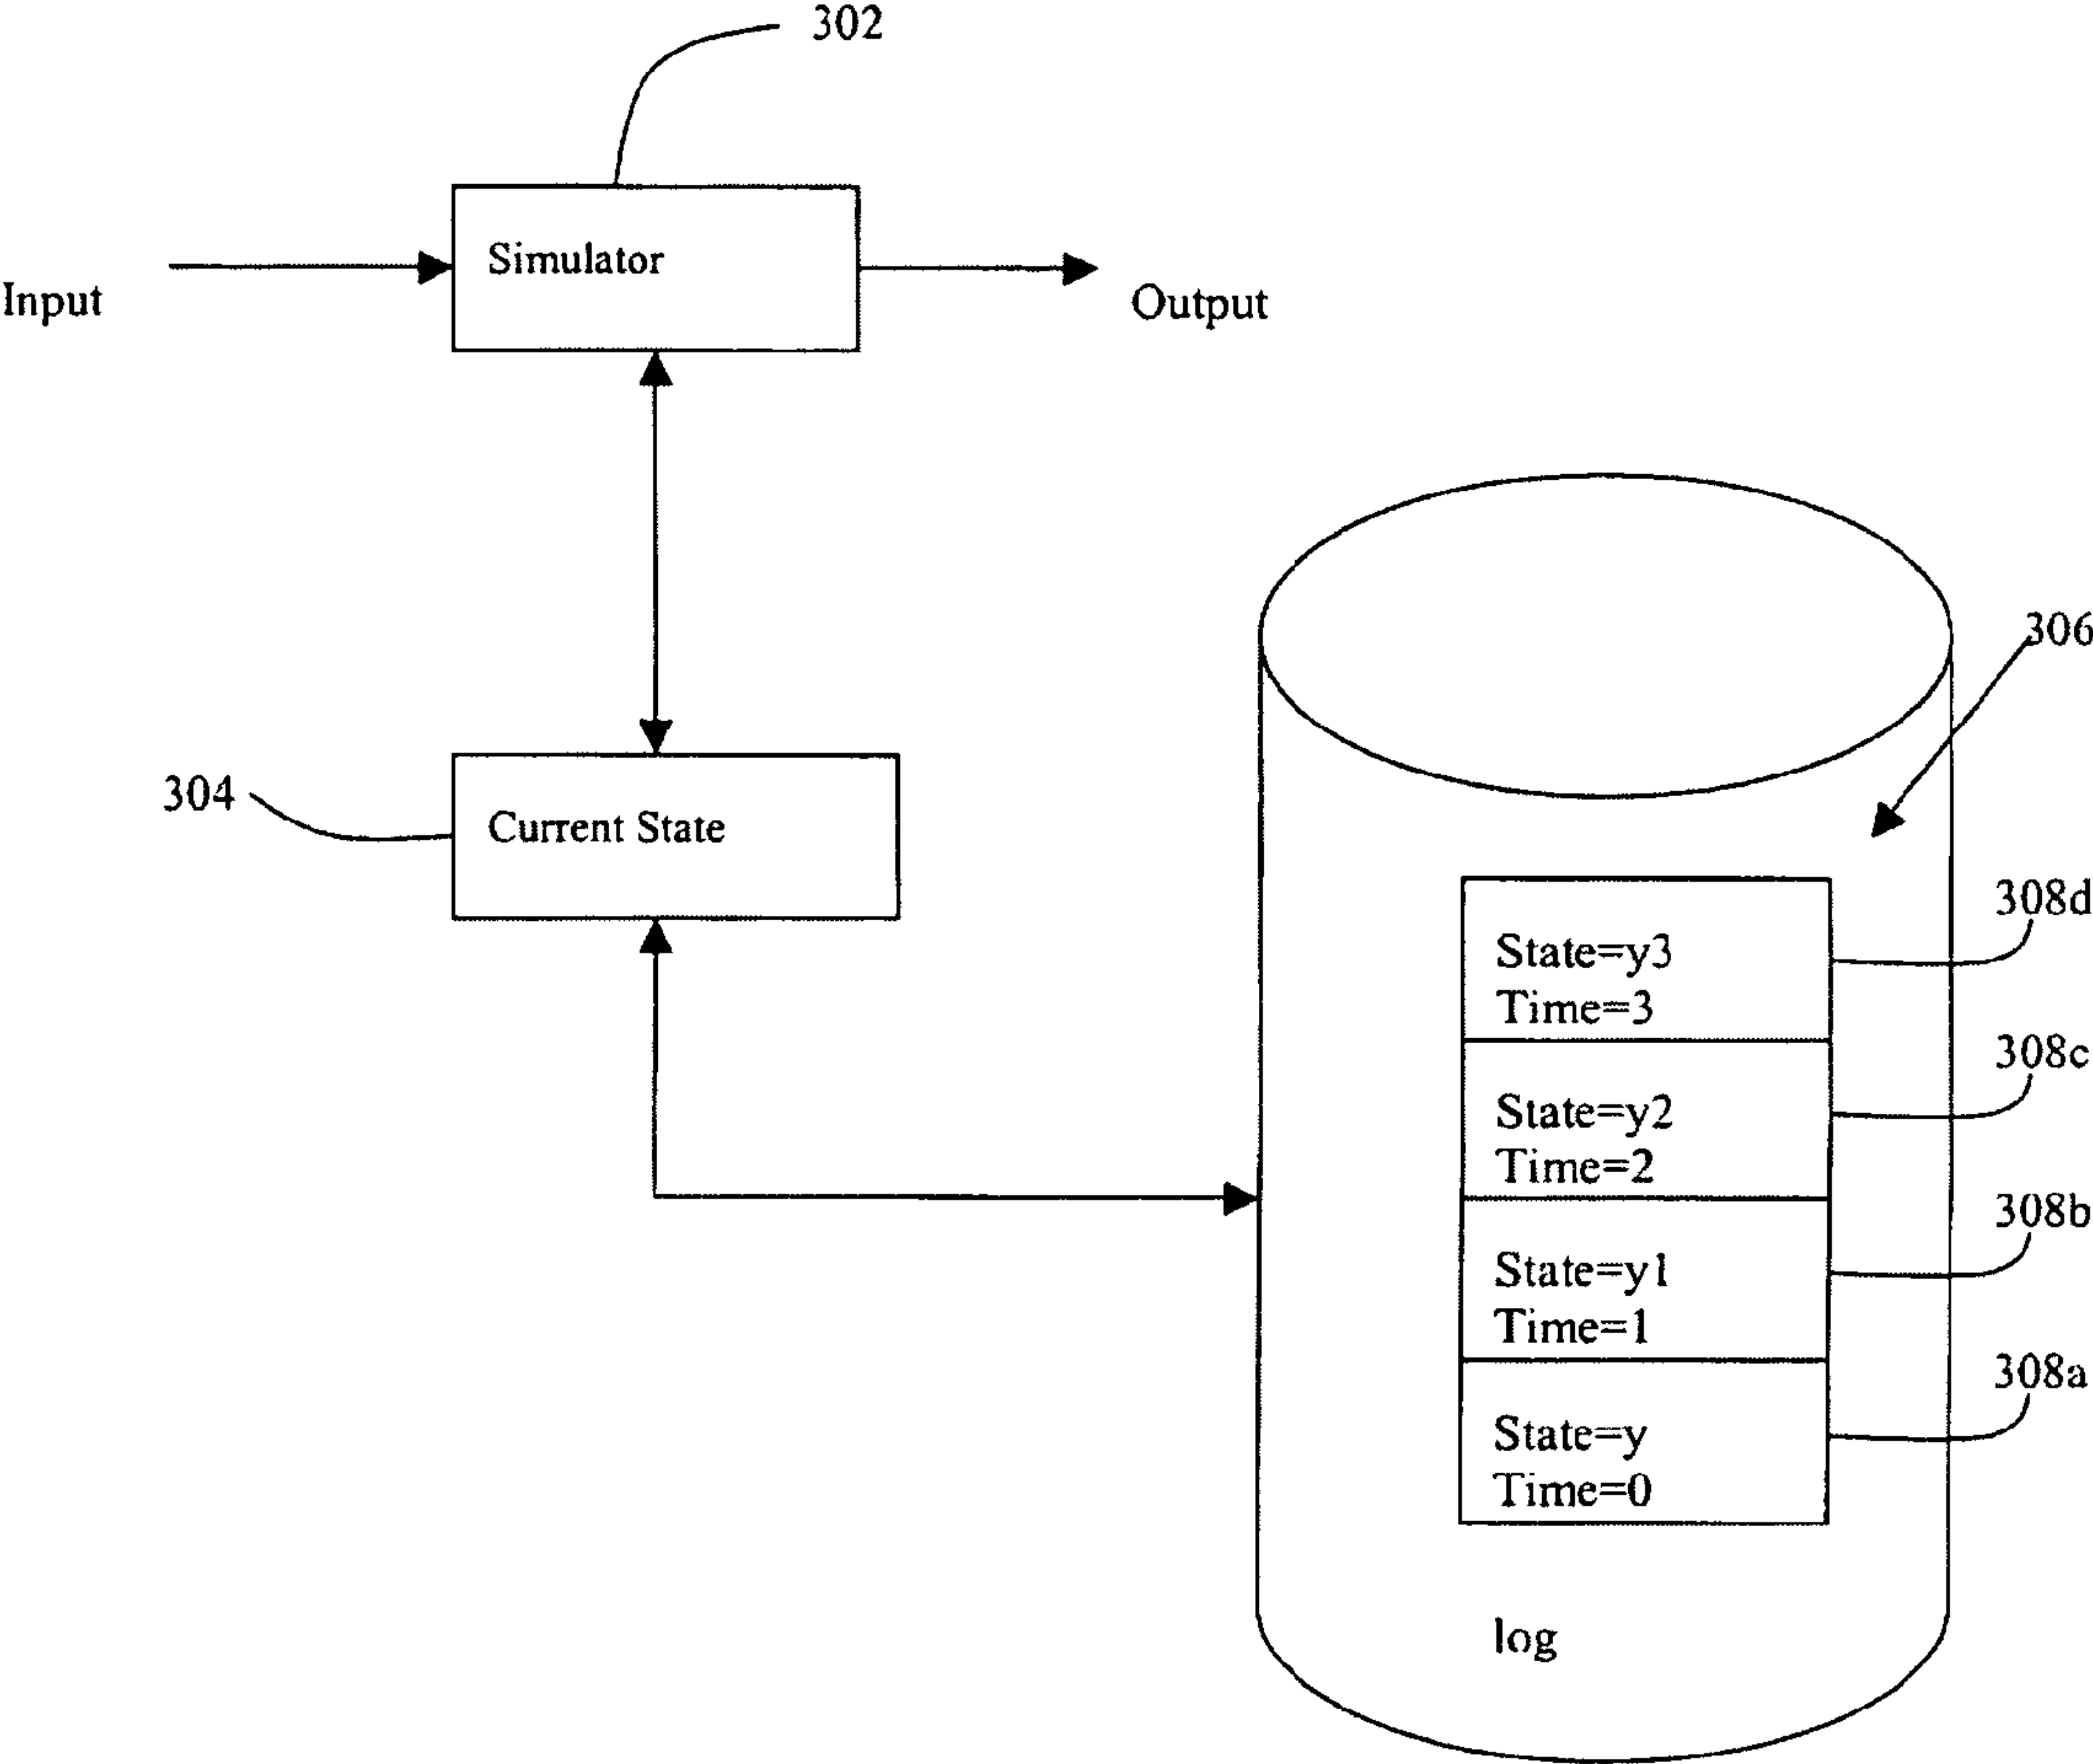 302
Simulator
Input
Output
306
304
Current State
308d
State=y3
Time=3
308c
State=y2
Time=2
308b
State=y1
Time=1
308a
State=y
Time=0
log